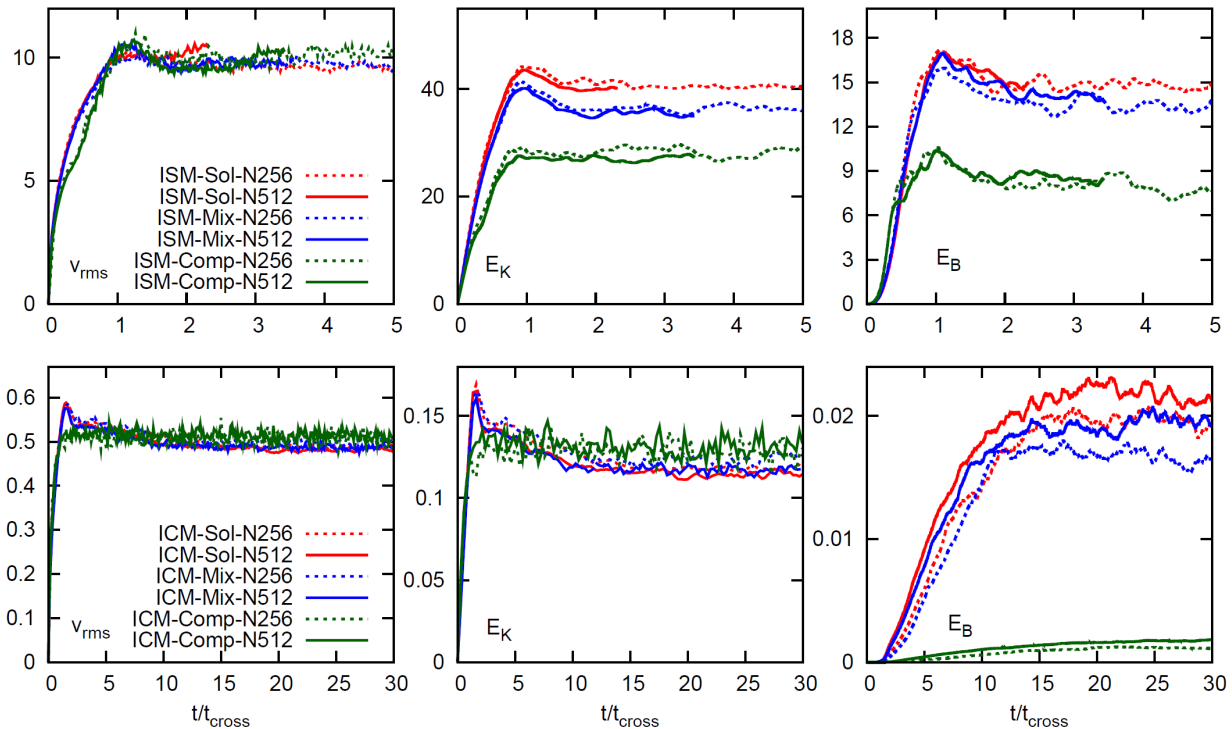 10
5
0
ISM-Sol-N256
ISM-Sol-N512
ISM-Mix-N256
ISM-Mix-N512
ISM-Comp-N256
ISM-Comp-N512
v_rms
0 1 2 3 4 5
40
20
0
E_K
0 1 2 3 4 5
18
15
12
9
6
3
0
E_B
0 1 2 3 4 5
0.6
0.5
0.4
0.3
0.2
0.1
0
ICM-Sol-N256
ICM-Sol-N512
ICM-Mix-N256
ICM-Mix-N512
ICM-Comp-N256
ICM-Comp-N512
v_rms
0 5 10 15 20 25 30
t/t_cross
0.15
0.10
0.05
0.00
E_K
0 5 10 15 20 25 30
t/t_cross
0.02
0.01
0
E_B
0 5 10 15 20 25 30
t/t_cross